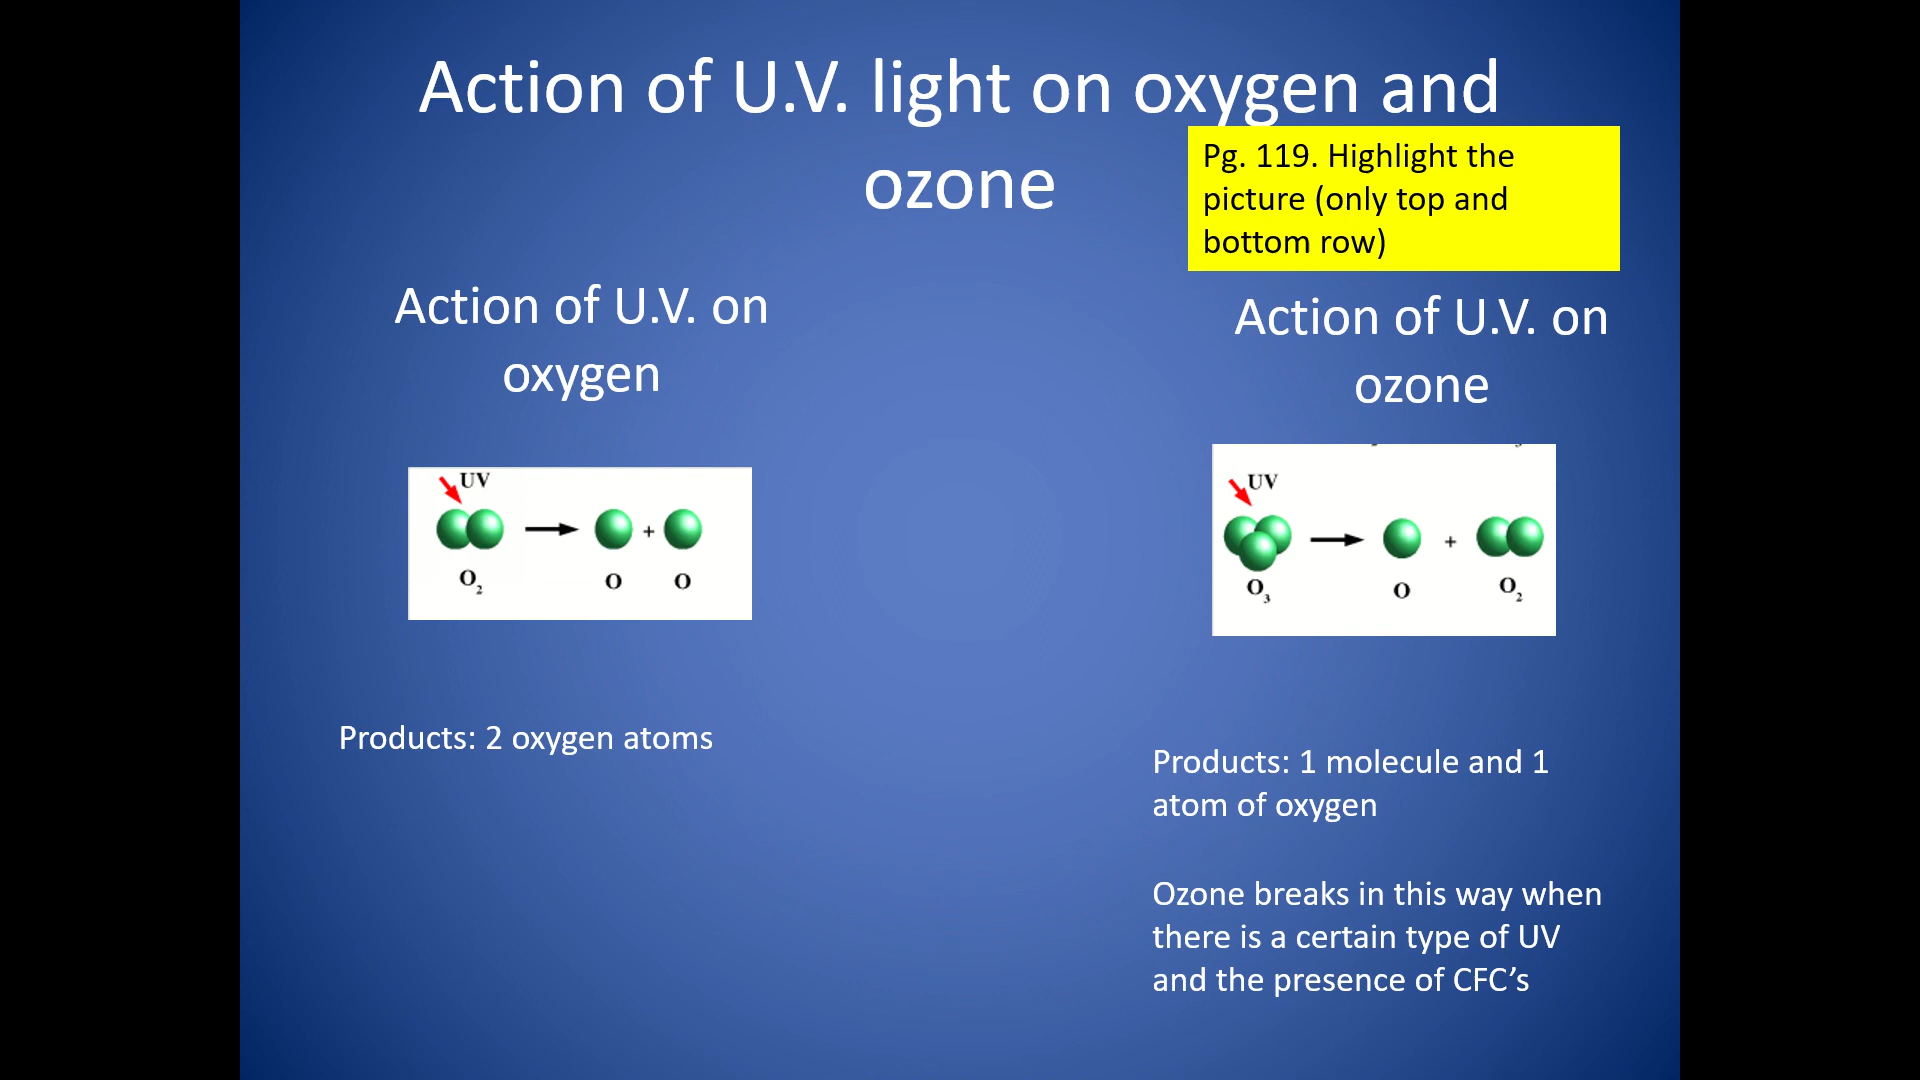 Action of U.V. light on oxygen and
ozone
Pg. 119. Highlight the
picture (only top and
bottom row)
Action of U.V. on
oxygen
UV
+
O₂ O O
Products: 2 oxygen atoms
Action of U.V. on
ozone
UV
+
O₃ O O₂
Products: 1 molecule and 1
atom of oxygen
Ozone breaks in this way when
there is a certain type of UV
and the presence of CFC’s